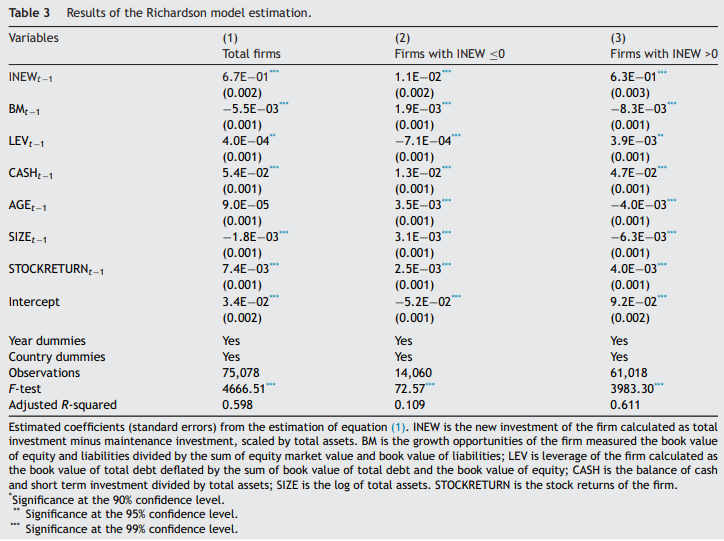 Table 3 Results of the Richardson model estimation.
Variables (1) (2) (3)
Total firms Firms with INEW ≤0 Firms with INEW >0
INEWt−1 6.7E−01*** 1.1E−02*** 6.3E−01***
(0.002) (0.002) (0.003)
BMt−1 −5.5E−03*** 1.9E−03*** −8.3E−03***
(0.001) (0.001) (0.001)
LEVt−1 4.0E−04** −7.1E−04*** 3.9E−03**
(0.001) (0.001) (0.001)
CASHt−1 5.4E−02*** 1.3E−02*** 4.7E−02***
(0.001) (0.001) (0.001)
AGEt−1 9.0E−05 3.5E−03*** −4.0E−03***
(0.001) (0.001) (0.001)
SIZEt−1 −1.8E−03*** 3.1E−03*** −6.3E−03***
(0.001) (0.001) (0.001)
STOCKRETURNt−1 7.4E−03*** 2.5E−03*** 4.0E−03***
(0.001) (0.001) (0.001)
Intercept 3.4E−02*** −5.2E−02*** 9.2E−02***
(0.002) (0.001) (0.002)
Year dummies Yes Yes Yes
Country dummies Yes Yes Yes
Observations 75,078 14,060 61,018
F-test 4666.51*** 72.57*** 3983.30***
Adjusted R-squared 0.598 0.109 0.611
Estimated coefficients (standard errors) from the estimation of equation (1). INEW is the new investment of the firm calculated as total
investment minus maintenance investment, scaled by total assets. BM is the growth opportunities of the firm measured the book value
of equity and liabilities divided by the sum of equity market value and book value of liabilities; LEV is leverage of the firm calculated as
the book value of total debt deflated by the sum of book value of total debt and the book value of equity; CASH is the balance of cash
and short term investment divided by total assets; SIZE is the log of total assets. STOCKRETURN is the stock returns of the firm.
*Significance at the 90% confidence level.
** Significance at the 95% confidence level.
*** Significance at the 99% confidence level.